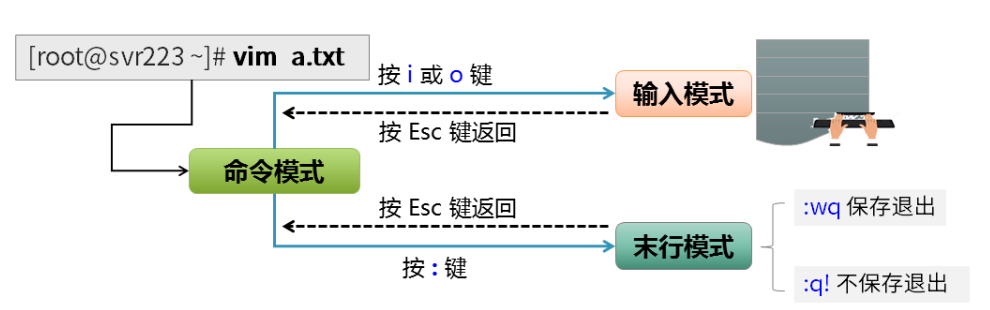 [root@svr223 ~]# vim a.txt
按 i 或 o 键
输入模式
按 Esc 键返回
命令模式
按 Esc 键返回
:wq 保存退出
末行模式
按 : 键
:q! 不保存退出